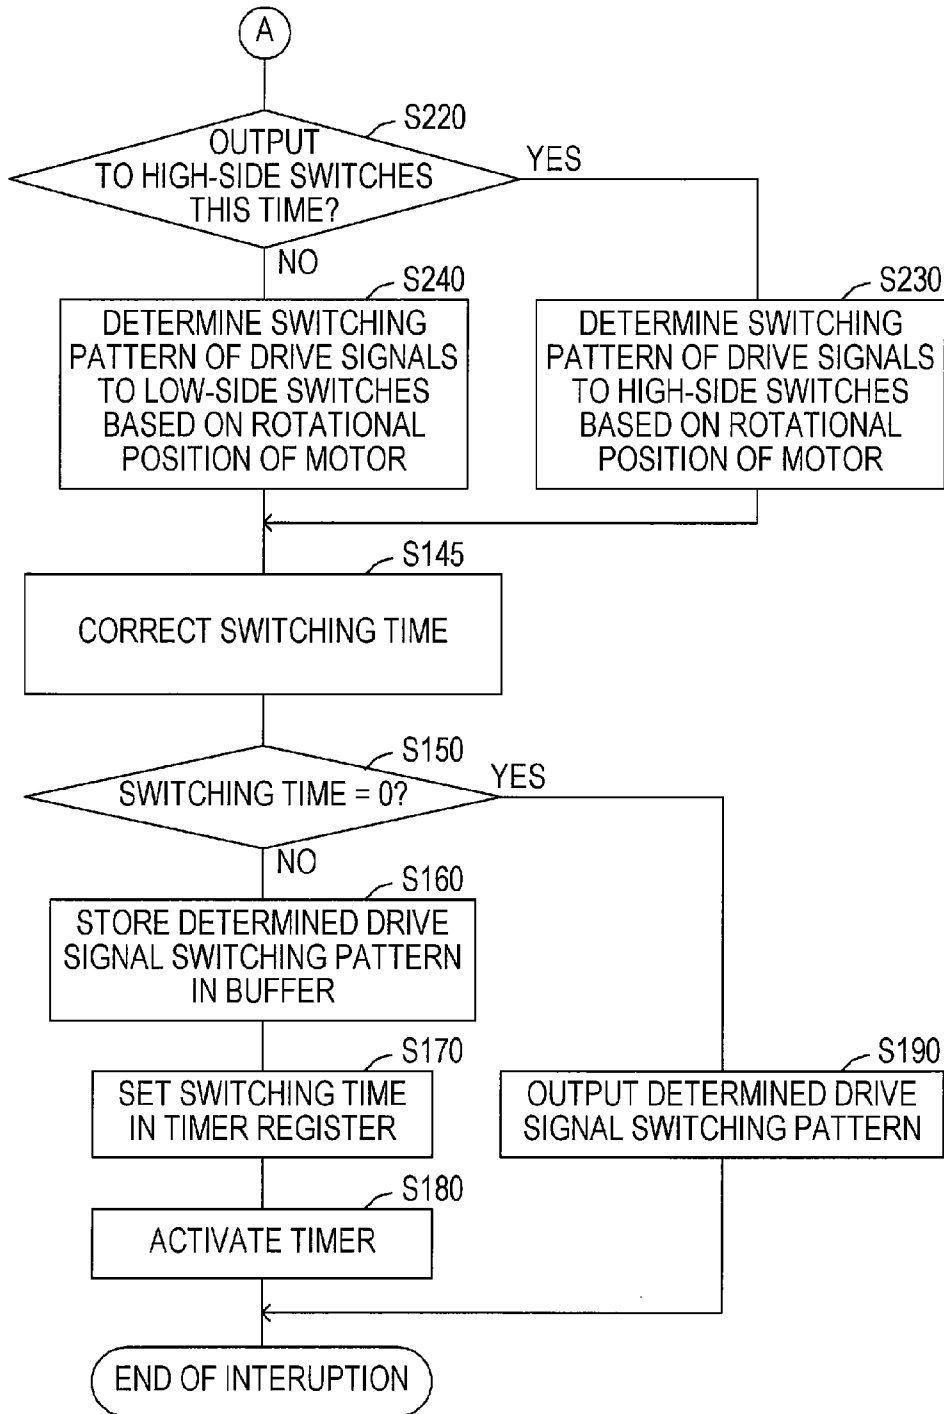 A
S220
OUTPUT
TO HIGH-SIDE SWITCHES
THIS TIME?
YES
NO
S240
DETERMINE SWITCHING
PATTERN OF DRIVE SIGNALS
TO LOW-SIDE SWITCHES
BASED ON ROTATIONAL
POSITION OF MOTOR
S230
DETERMINE SWITCHING
PATTERN OF DRIVE SIGNALS
TO HIGH-SIDE SWITCHES
BASED ON ROTATIONAL
POSITION OF MOTOR
S145
CORRECT SWITCHING TIME
S150
SWITCHING TIME = 0?
YES
NO
S160
STORE DETERMINED DRIVE
SIGNAL SWITCHING PATTERN
IN BUFFER
S170
SET SWITCHING TIME
IN TIMER REGISTER
S190
OUTPUT DETERMINED DRIVE
SIGNAL SWITCHING PATTERN
S180
ACTIVATE TIMER
END OF INTERUPTION